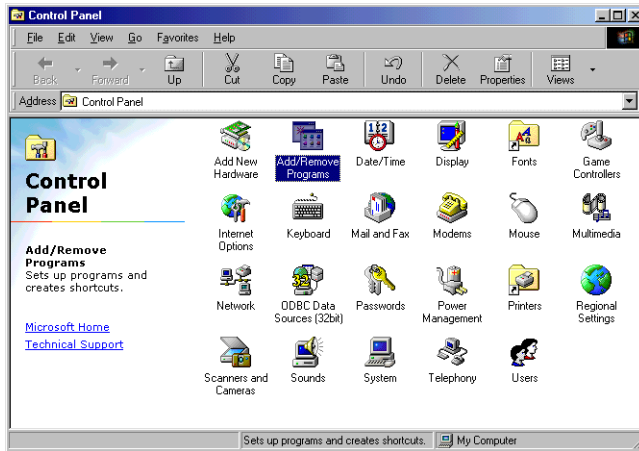 Control Panel
File Edit View Go Favorites Help
Back Forward Up Cut Copy Paste Undo Delete Properties Views
Address Control Panel
Control
Panel
Add/Remove
Programs
Sets up programs and
creates shortcuts.
Microsoft Home
Technical Support
Add New
Hardware
Add/Remove
Programs
Date/Time
Display
Fonts
Game
Controllers
Internet
Options
Keyboard
Mail and Fax
Modems
Mouse
Multimedia
Network
ODBC Data
Sources (32bit)
Passwords
Power
Management
Printers
Regional
Settings
Scanners and
Cameras
Sounds
System
Telephony
Users
Sets up programs and creates shortcuts. My Computer